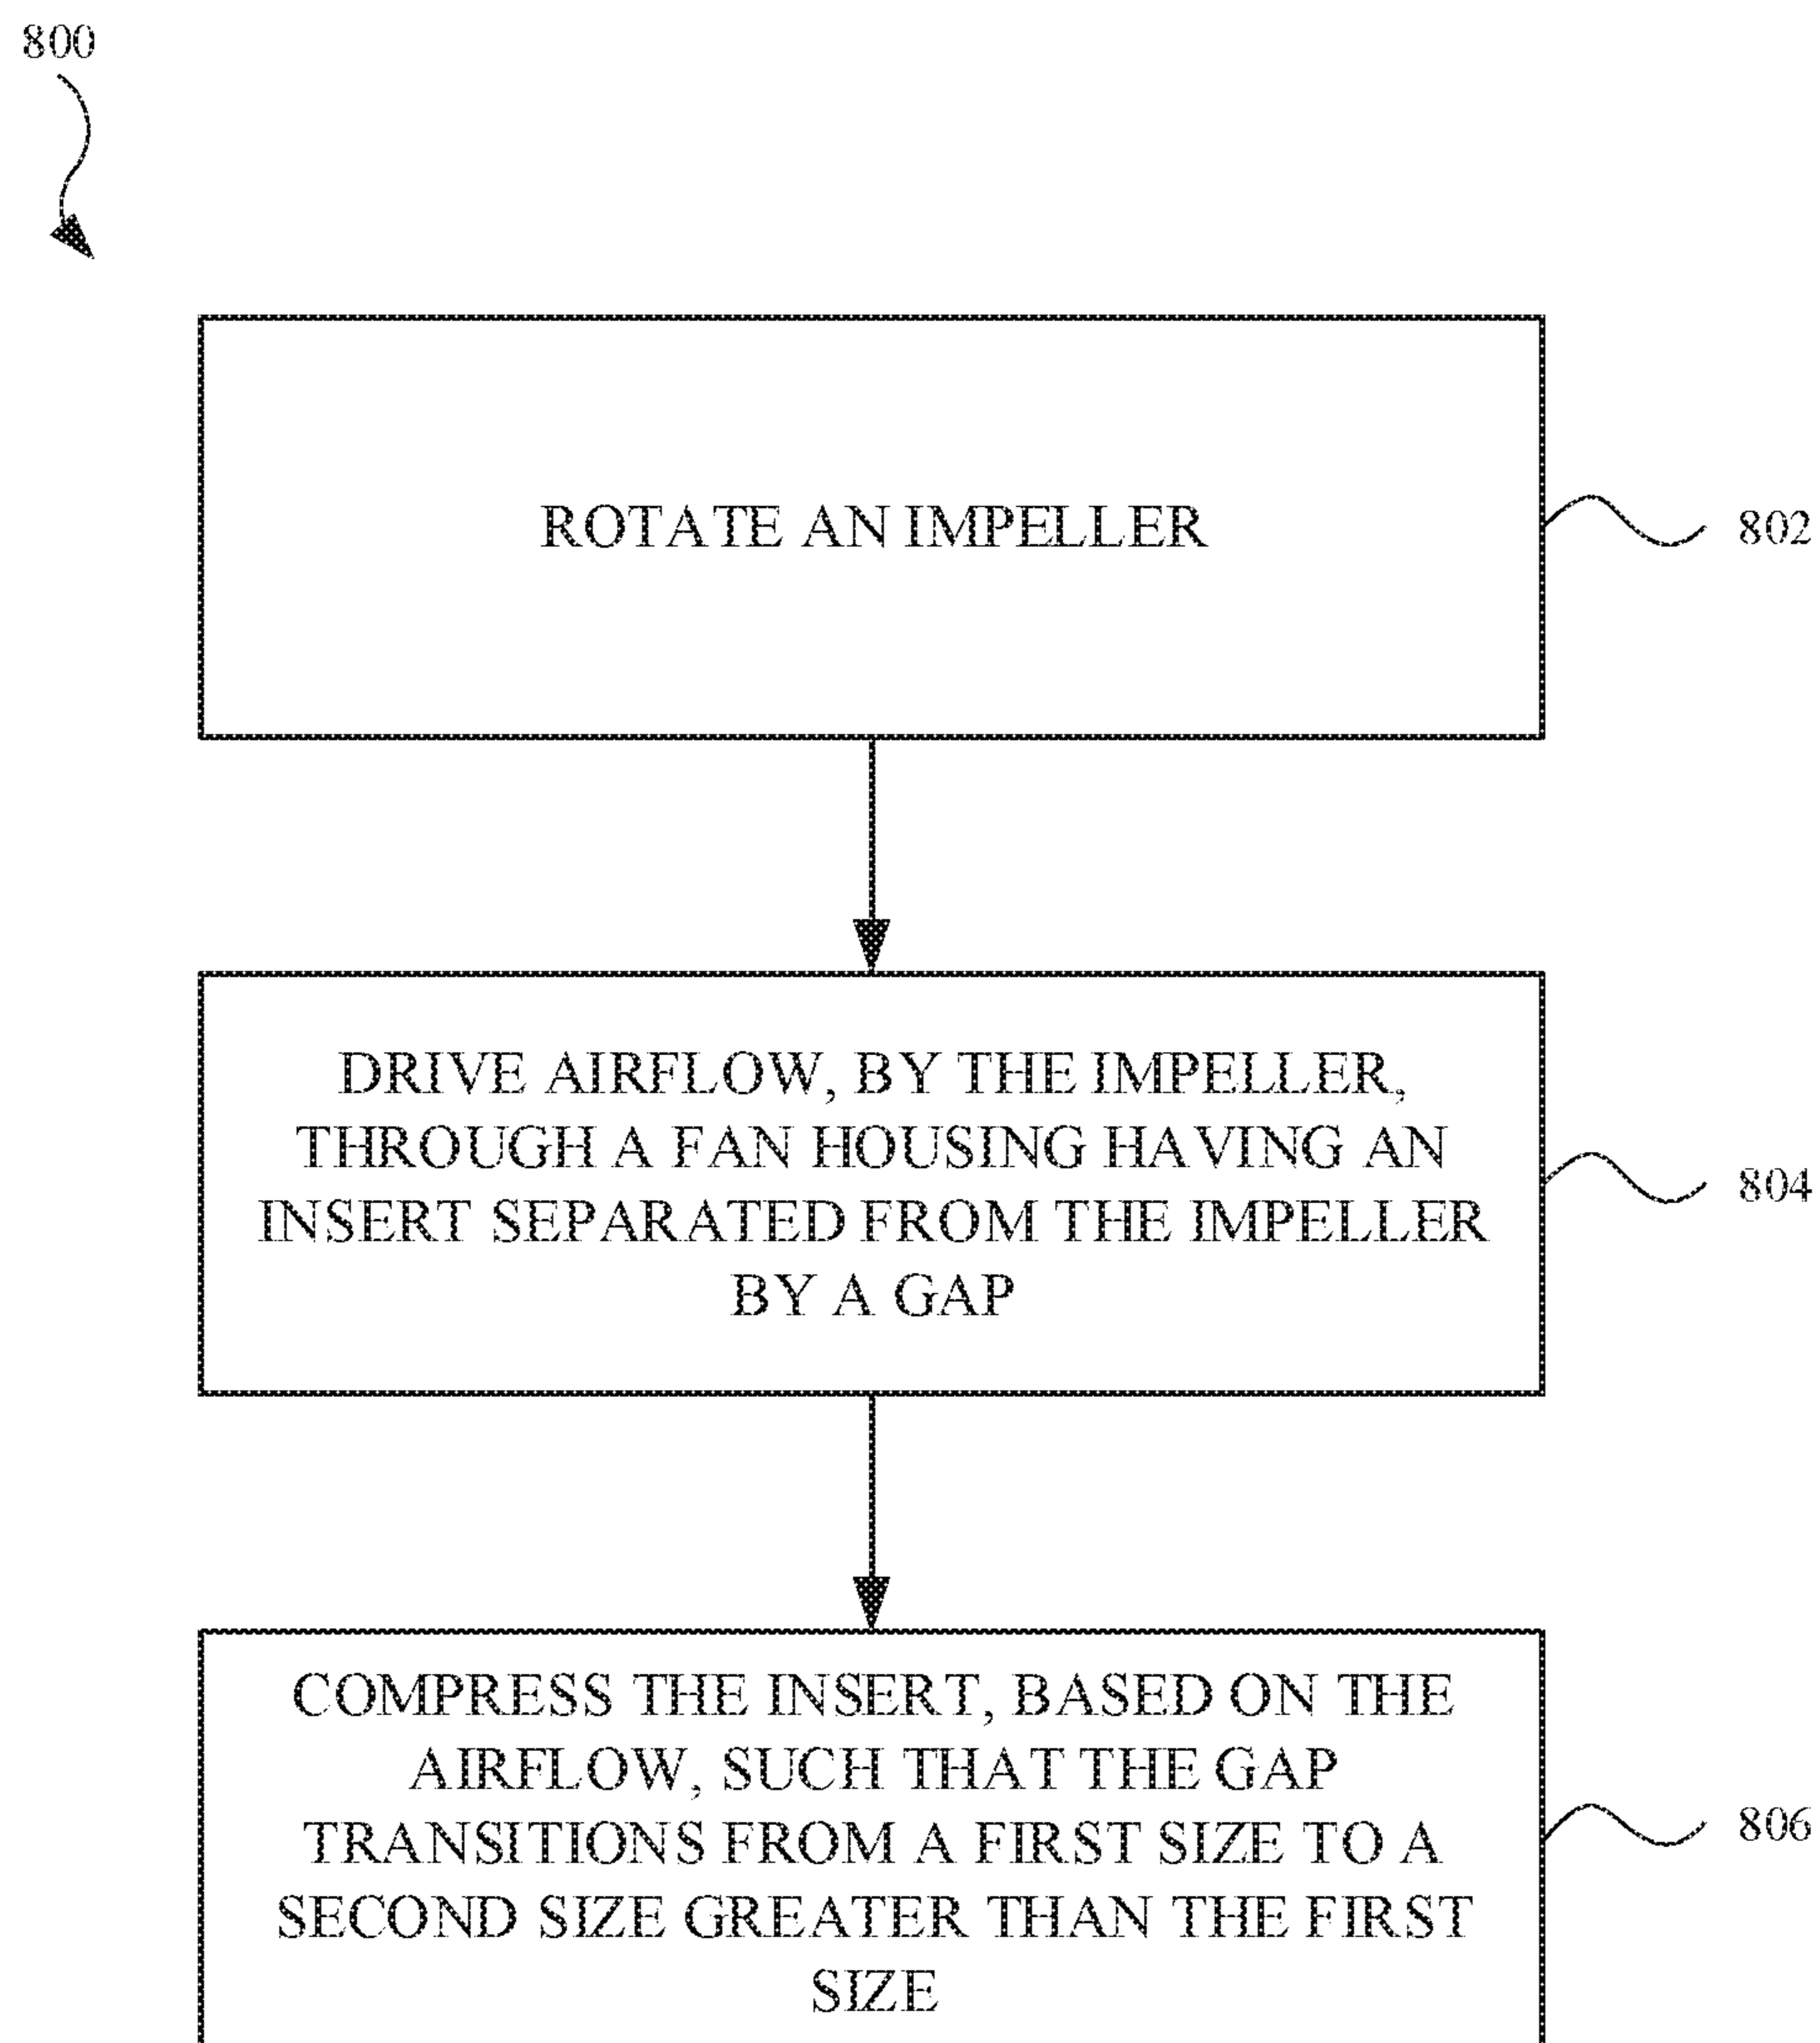 800
ROTATE AN IMPELLER
802
DRIVE AIRFLOW, BY THE IMPELLER,
THROUGH A FAN HOUSING HAVING AN
INSERT SEPARATED FROM THE IMPELLER
BY A GAP
804
COMPRESS THE INSERT, BASED ON THE
AIRFLOW, SUCH THAT THE GAP
TRANSITIONS FROM A FIRST SIZE TO A
SECOND SIZE GREATER THAN THE FIRST
SIZE
806